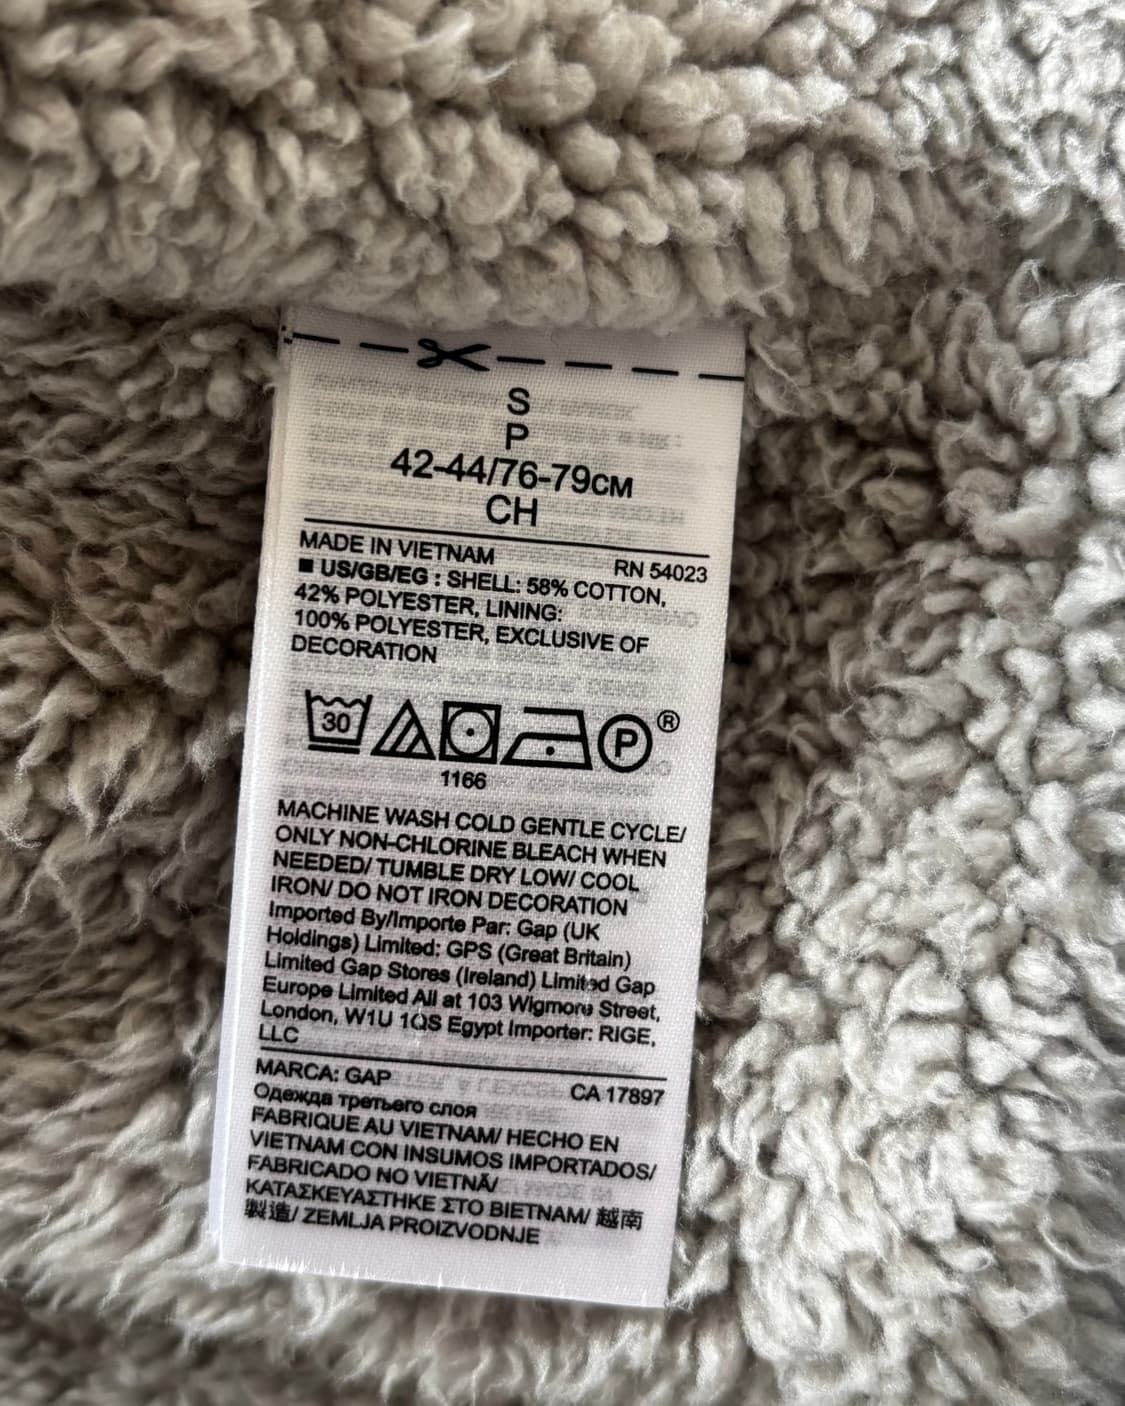 S
P
42-44/76-79CM
CH
MADE IN VIETNAM
RN 54023
■ US/GB/EG : SHELL: 58% COTTON,
42% POLYESTER, LINING:
100% POLYESTER, EXCLUSIVE OF
DECORATION
30
P®
1166
MACHINE WASH COLD GENTLE CYCLE/
ONLY NON-CHLORINE BLEACH WHEN
NEEDED/ TUMBLE DRY LOW/ COOL
IRON/ DO NOT IRON DECORATION
Imported By/Importe Par: Gap (UK
Holdings) Limited: GPS (Great Britain)
Limited Gap Stores (Ireland) Limited Gap
Europe Limited All at 103 Wigmore Street,
London, W1U 1QS Egypt Importer: RIGE,
LLC
MARCA: GAP
CA 17897
Одежда третьего слоя
FABRIQUE AU VIETNAM/ HECHO EN
VIETNAM CON INSUMOS IMPORTADOS/
FABRICADO NO VIETNÃ/
ΚΑΤΑΣΚΕΥΑΣΤΗΚΕ ΣΤΟ ΒΙΕΤΝΑΜ/ 越南
製造/ ZEMLJA PROIZVODNJE